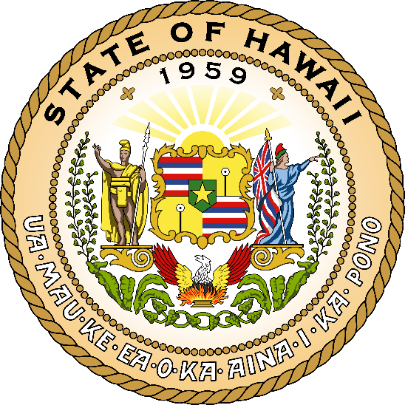 STATE OF HAWAII
1959
UA·MAU·KE·EA·O·KA·AINA·I·KA·PONO